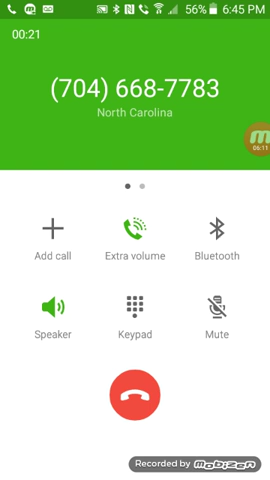 56% 6:45 PM
00:21
(704) 668-7783
North Carolina
06:11
Add call
Extra volume
Bluetooth
Speaker
Keypad
Mute
Recorded by mobizen